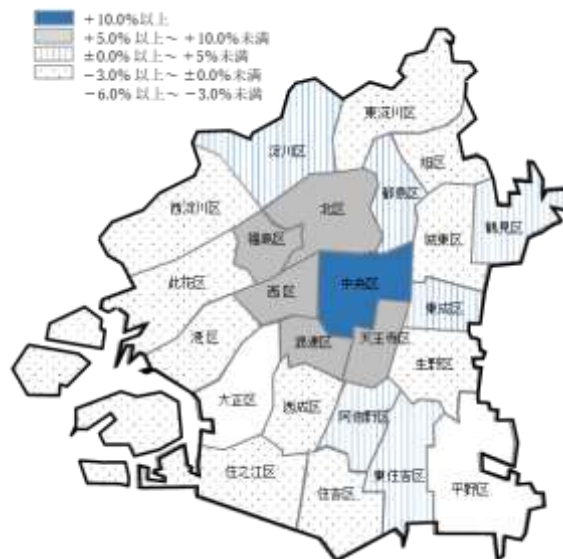 +10.0%以上
+5.0%以上～+10.0%未満
±0.0%以上～+5%未満
-3.0%以上～±0.0%未満
-6.0%以上～-3.0%未満
東淀川区
淀川区
旭区
都島区
西淀川区
北区
鶴見区
城東区
福島区
此花区
中央区
西区
東成区
港区
浪速区
天王寺区
生野区
大正区
西成区
阿倍野区
住之江区
住吉区
東住吉区
平野区